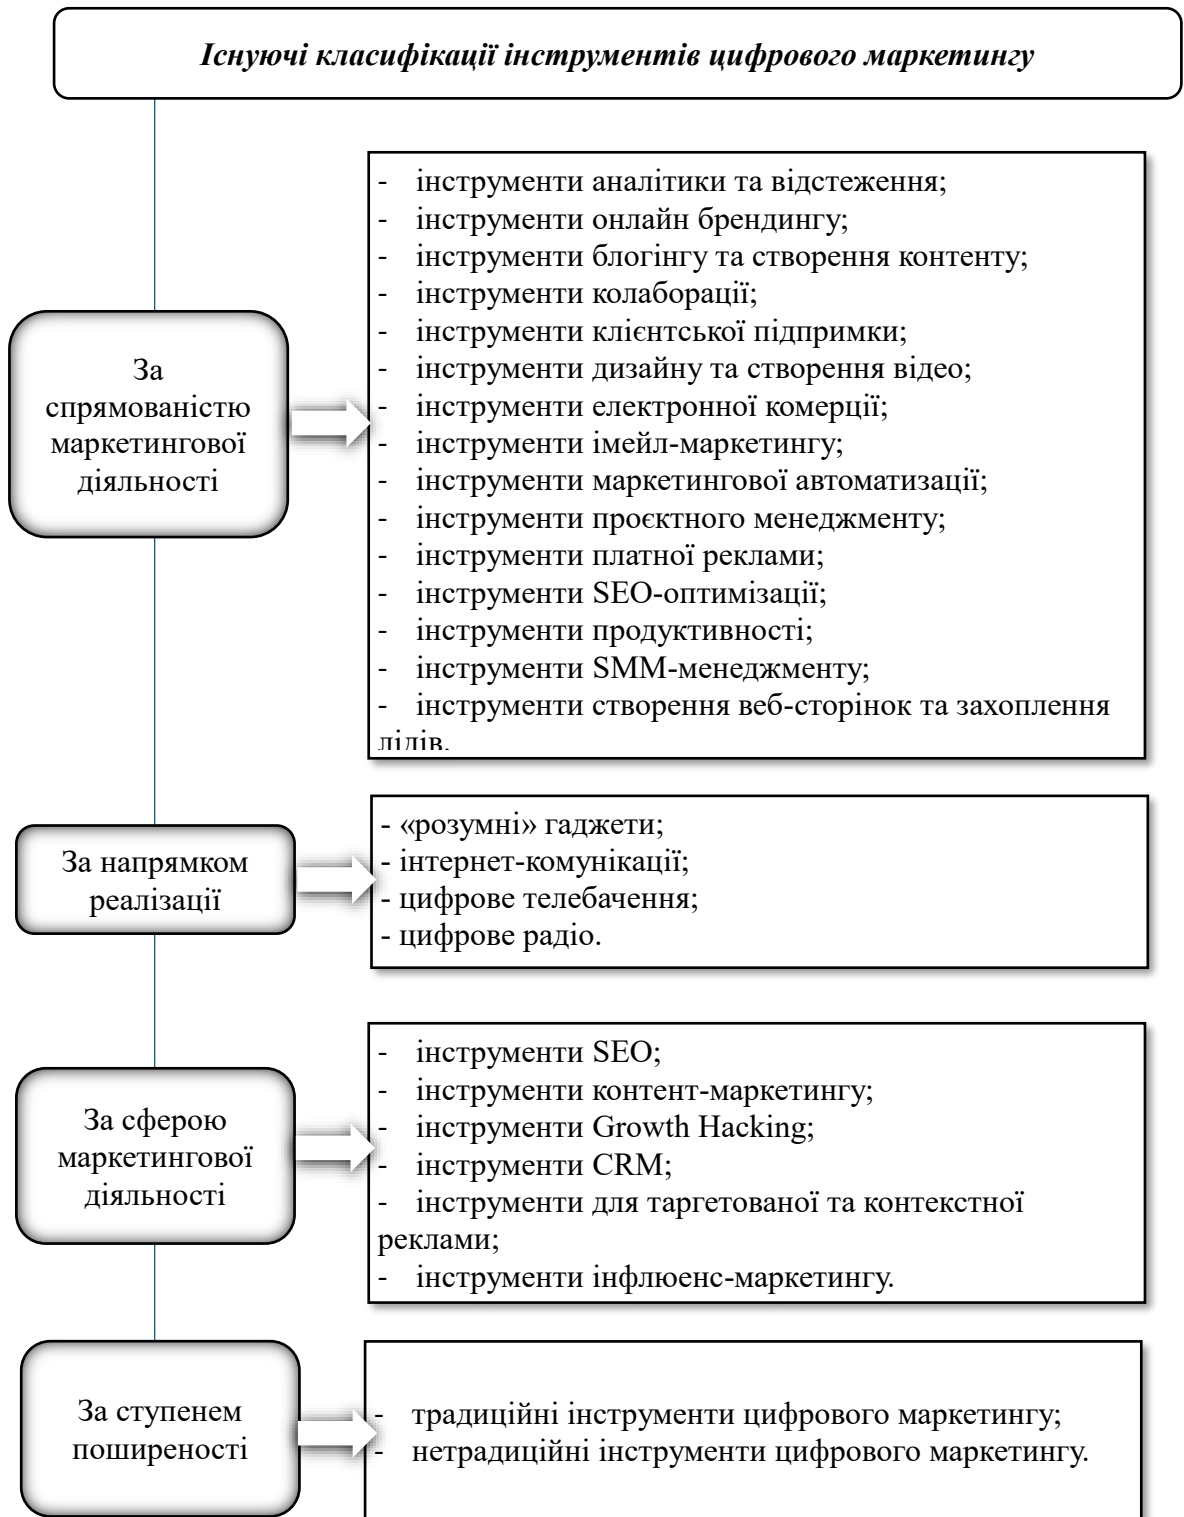 Існуючі класифікації інструментів цифрового маркетингу
За
спрямованістю
маркетингової
діяльності
- інструменти аналітики та відстеження;
- інструменти онлайн брендингу;
- інструменти блогінгу та створення контенту;
- інструменти колаборації;
- інструменти клієнтської підпримки;
- інструменти дизайну та створення відео;
- інструменти електронної комерції;
- інструменти імейл-маркетингу;
- інструменти маркетингової автоматизації;
- інструменти проєктного менеджменту;
- інструменти платної реклами;
- інструменти SEO-оптимізації;
- інструменти продуктивності;
- інструменти SMM-менеджменту;
- інструменти створення веб-сторінок та захоплення
лідів.
За напрямком
реалізації
- «розумні» гаджети;
- інтернет-комунікації;
- цифрове телебачення;
- цифрове радіо.
За сферою
маркетингової
діяльності
- інструменти SEO;
- інструменти контент-маркетингу;
- інструменти Growth Hacking;
- інструменти CRM;
- інструменти для таргетованої та контекстної
реклами;
- інструменти інфлюенс-маркетингу.
За ступенем
поширеності
- традиційні інструменти цифрового маркетингу;
- нетрадиційні інструменти цифрового маркетингу.